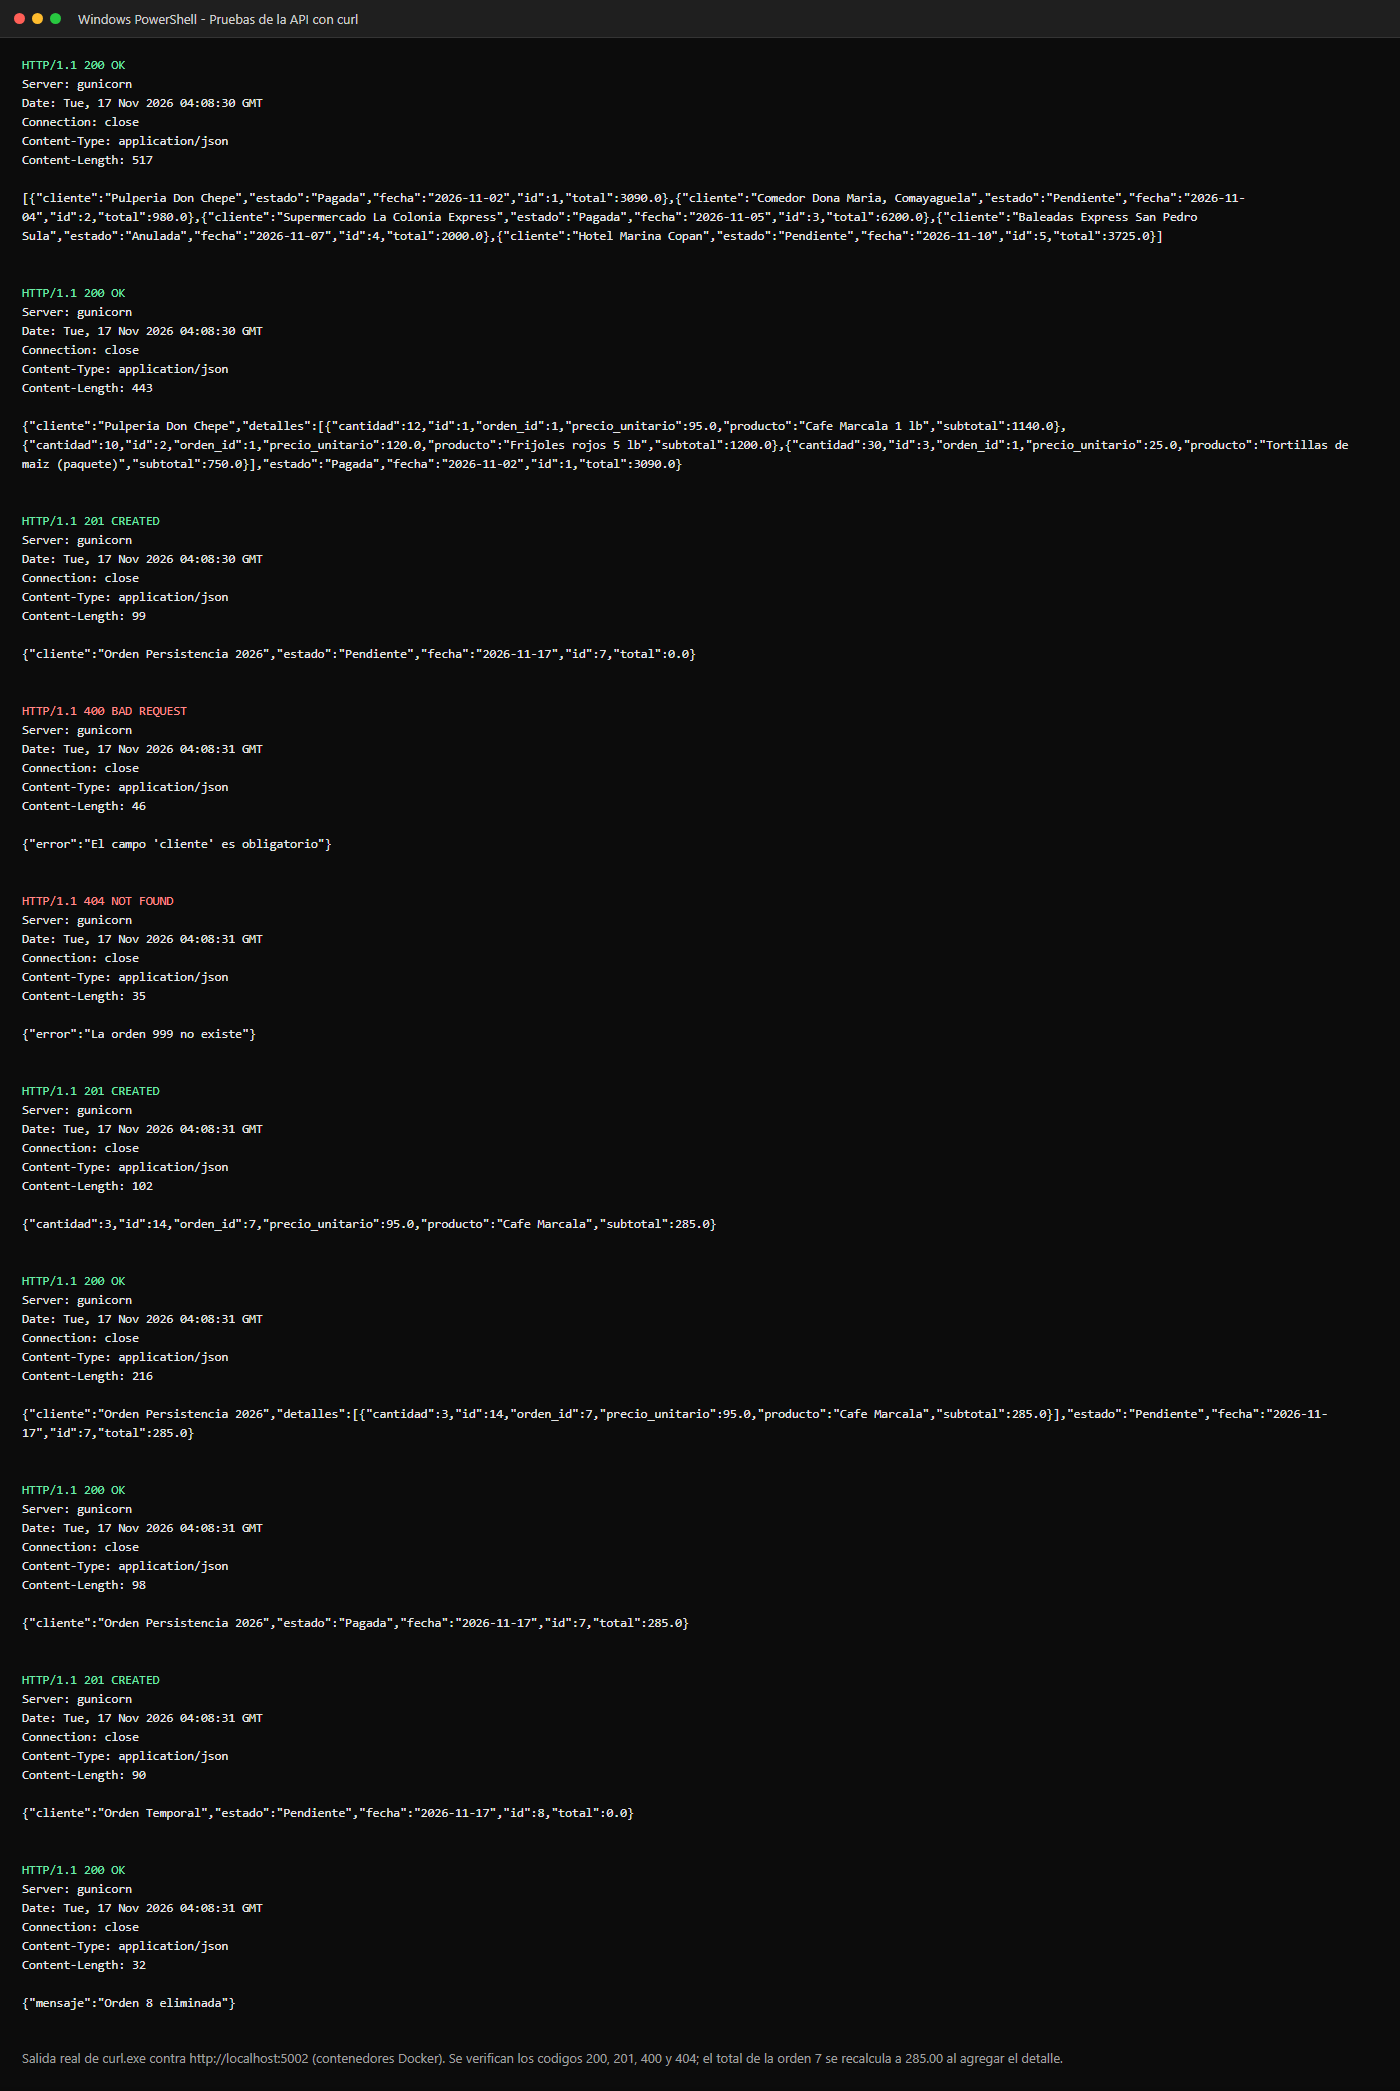 Windows PowerShell - Pruebas de la API con curl
HTTP/1.1 200 OK
Server: gunicorn
Date: Tue, 17 Nov 2026 04:08:30 GMT
Connection: close
Content-Type: application/json
Content-Length: 517
[{"cliente":"Pulperia Don Chepe","estado":"Pagada","fecha":"2026-11-02","id":1,"total":3090.0},{"cliente":"Comedor Dona Maria, Comayaguela","estado":"Pendiente","fecha":"2026-11-
04","id":2,"total":980.0},{"cliente":"Supermercado La Colonia Express","estado":"Pagada","fecha":"2026-11-05","id":3,"total":6200.0},{"cliente":"Baleadas Express San Pedro
Sula","estado":"Anulada","fecha":"2026-11-07","id":4,"total":2000.0},{"cliente":"Hotel Marina Copan","estado":"Pendiente","fecha":"2026-11-10","id":5,"total":3725.0}]
HTTP/1.1 200 OK
Server: gunicorn
Date: Tue, 17 Nov 2026 04:08:30 GMT
Connection: close
Content-Type: application/json
Content-Length: 443
{"cliente":"Pulperia Don Chepe","detalles":[{"cantidad":12,"id":1,"orden_id":1,"precio_unitario":95.0,"producto":"Cafe Marcala 1 lb","subtotal":1140.0},
{"cantidad":10,"id":2,"orden_id":1,"precio_unitario":120.0,"producto":"Frijoles rojos 5 lb","subtotal":1200.0},{"cantidad":30,"id":3,"orden_id":1,"precio_unitario":25.0,"producto":"Tortillas de
maiz (paquete)","subtotal":750.0}],"estado":"Pagada","fecha":"2026-11-02","id":1,"total":3090.0}
HTTP/1.1 201 CREATED
Server: gunicorn
Date: Tue, 17 Nov 2026 04:08:30 GMT
Connection: close
Content-Type: application/json
Content-Length: 99
{"cliente":"Orden Persistencia 2026","estado":"Pendiente","fecha":"2026-11-17","id":7,"total":0.0}
HTTP/1.1 400 BAD REQUEST
Server: gunicorn
Date: Tue, 17 Nov 2026 04:08:31 GMT
Connection: close
Content-Type: application/json
Content-Length: 46
{"error":"El campo 'cliente' es obligatorio"}
HTTP/1.1 404 NOT FOUND
Server: gunicorn
Date: Tue, 17 Nov 2026 04:08:31 GMT
Connection: close
Content-Type: application/json
Content-Length: 35
{"error":"La orden 999 no existe"}
HTTP/1.1 201 CREATED
Server: gunicorn
Date: Tue, 17 Nov 2026 04:08:31 GMT
Connection: close
Content-Type: application/json
Content-Length: 102
{"cantidad":3,"id":14,"orden_id":7,"precio_unitario":95.0,"producto":"Cafe Marcala","subtotal":285.0}
HTTP/1.1 200 OK
Server: gunicorn
Date: Tue, 17 Nov 2026 04:08:31 GMT
Connection: close
Content-Type: application/json
Content-Length: 216
{"cliente":"Orden Persistencia 2026","detalles":[{"cantidad":3,"id":14,"orden_id":7,"precio_unitario":95.0,"producto":"Cafe Marcala","subtotal":285.0}],"estado":"Pendiente","fecha":"2026-11-
17","id":7,"total":285.0}
HTTP/1.1 200 OK
Server: gunicorn
Date: Tue, 17 Nov 2026 04:08:31 GMT
Connection: close
Content-Type: application/json
Content-Length: 98
{"cliente":"Orden Persistencia 2026","estado":"Pagada","fecha":"2026-11-17","id":7,"total":285.0}
HTTP/1.1 201 CREATED
Server: gunicorn
Date: Tue, 17 Nov 2026 04:08:31 GMT
Connection: close
Content-Type: application/json
Content-Length: 90
{"cliente":"Orden Temporal","estado":"Pendiente","fecha":"2026-11-17","id":8,"total":0.0}
HTTP/1.1 200 OK
Server: gunicorn
Date: Tue, 17 Nov 2026 04:08:31 GMT
Connection: close
Content-Type: application/json
Content-Length: 32
{"mensaje":"Orden 8 eliminada"}
Salida real de curl.exe contra http://localhost:5002 (contenedores Docker). Se verifican los codigos 200, 201, 400 y 404; el total de la orden 7 se recalcula a 285.00 al agregar el detalle.